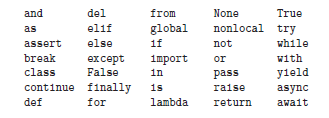 and del from None True
as elif global nonlocal try
assert else if not while
break except import or with
class False in pass yield
continue finally is raise async
def for lambda return await